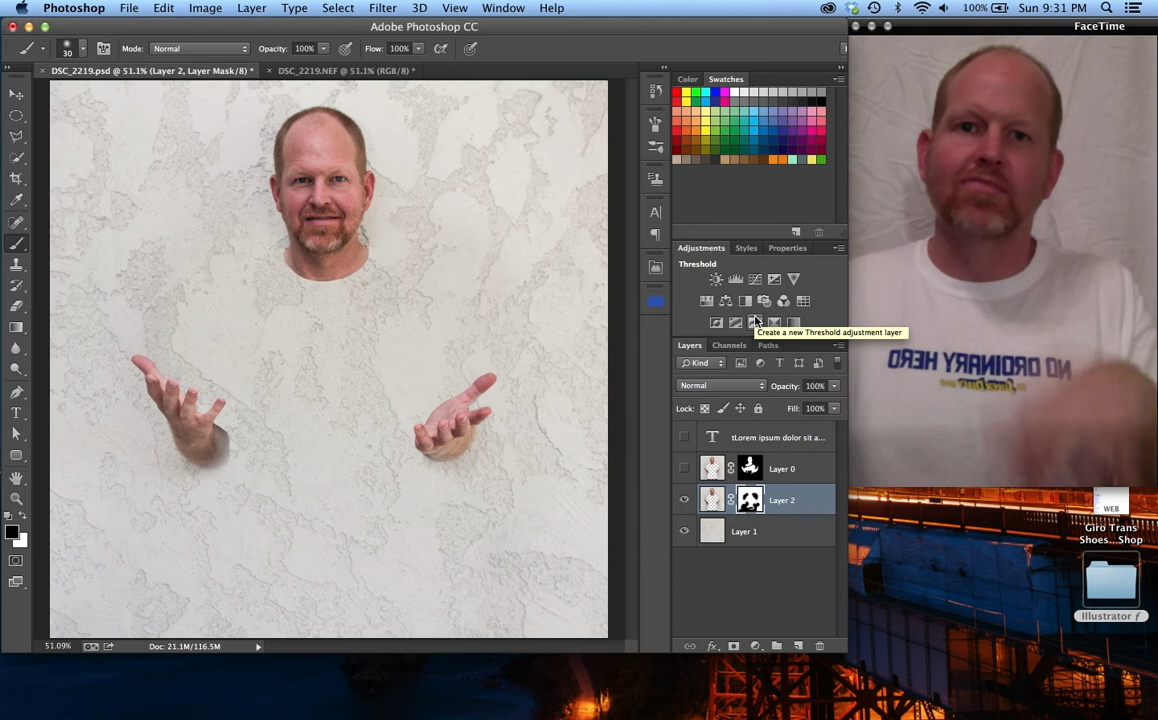 Photoshop File Edit Image Layer Type Select Filter 3D View Window Help 100% Sun 9:31 PM
Adobe Photoshop CC
FaceTime
30 Mode: Normal Opacity: 100% Flow: 100%
× DSC_2219.psd @ 51.1% (Layer 2, Layer Mask/8) * × DSC_2219.NEF @ 51.1% (RGB/8) *
Color Swatches
Adjustments Styles Properties
Threshold
Create a new Threshold adjustment layer
Layers Channels Paths
Kind
Normal Opacity: 100%
Lock: Fill: 100%
tLorem ipsum dolor sit a...
Layer 0
Layer 2
Layer 1
NO ORDINARY HERO
WEB
Giro Trans
Shoes...Shop
Illustrator ƒ
51.09% Doc: 21.1M/116.5M
fx